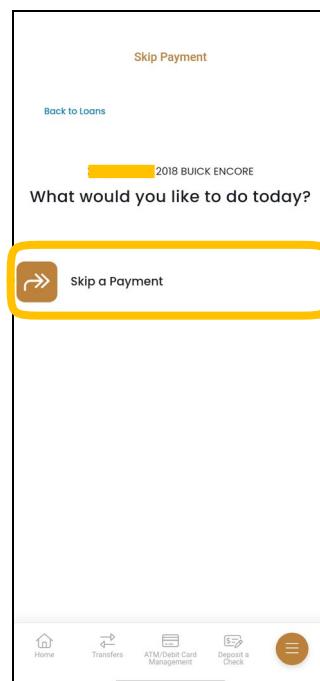 Skip Payment
Back to Loans
2018 BUICK ENCORE
What would you like to do today?
Skip a Payment
Home Transfers ATM/Debit Card Deposit a
Management Check